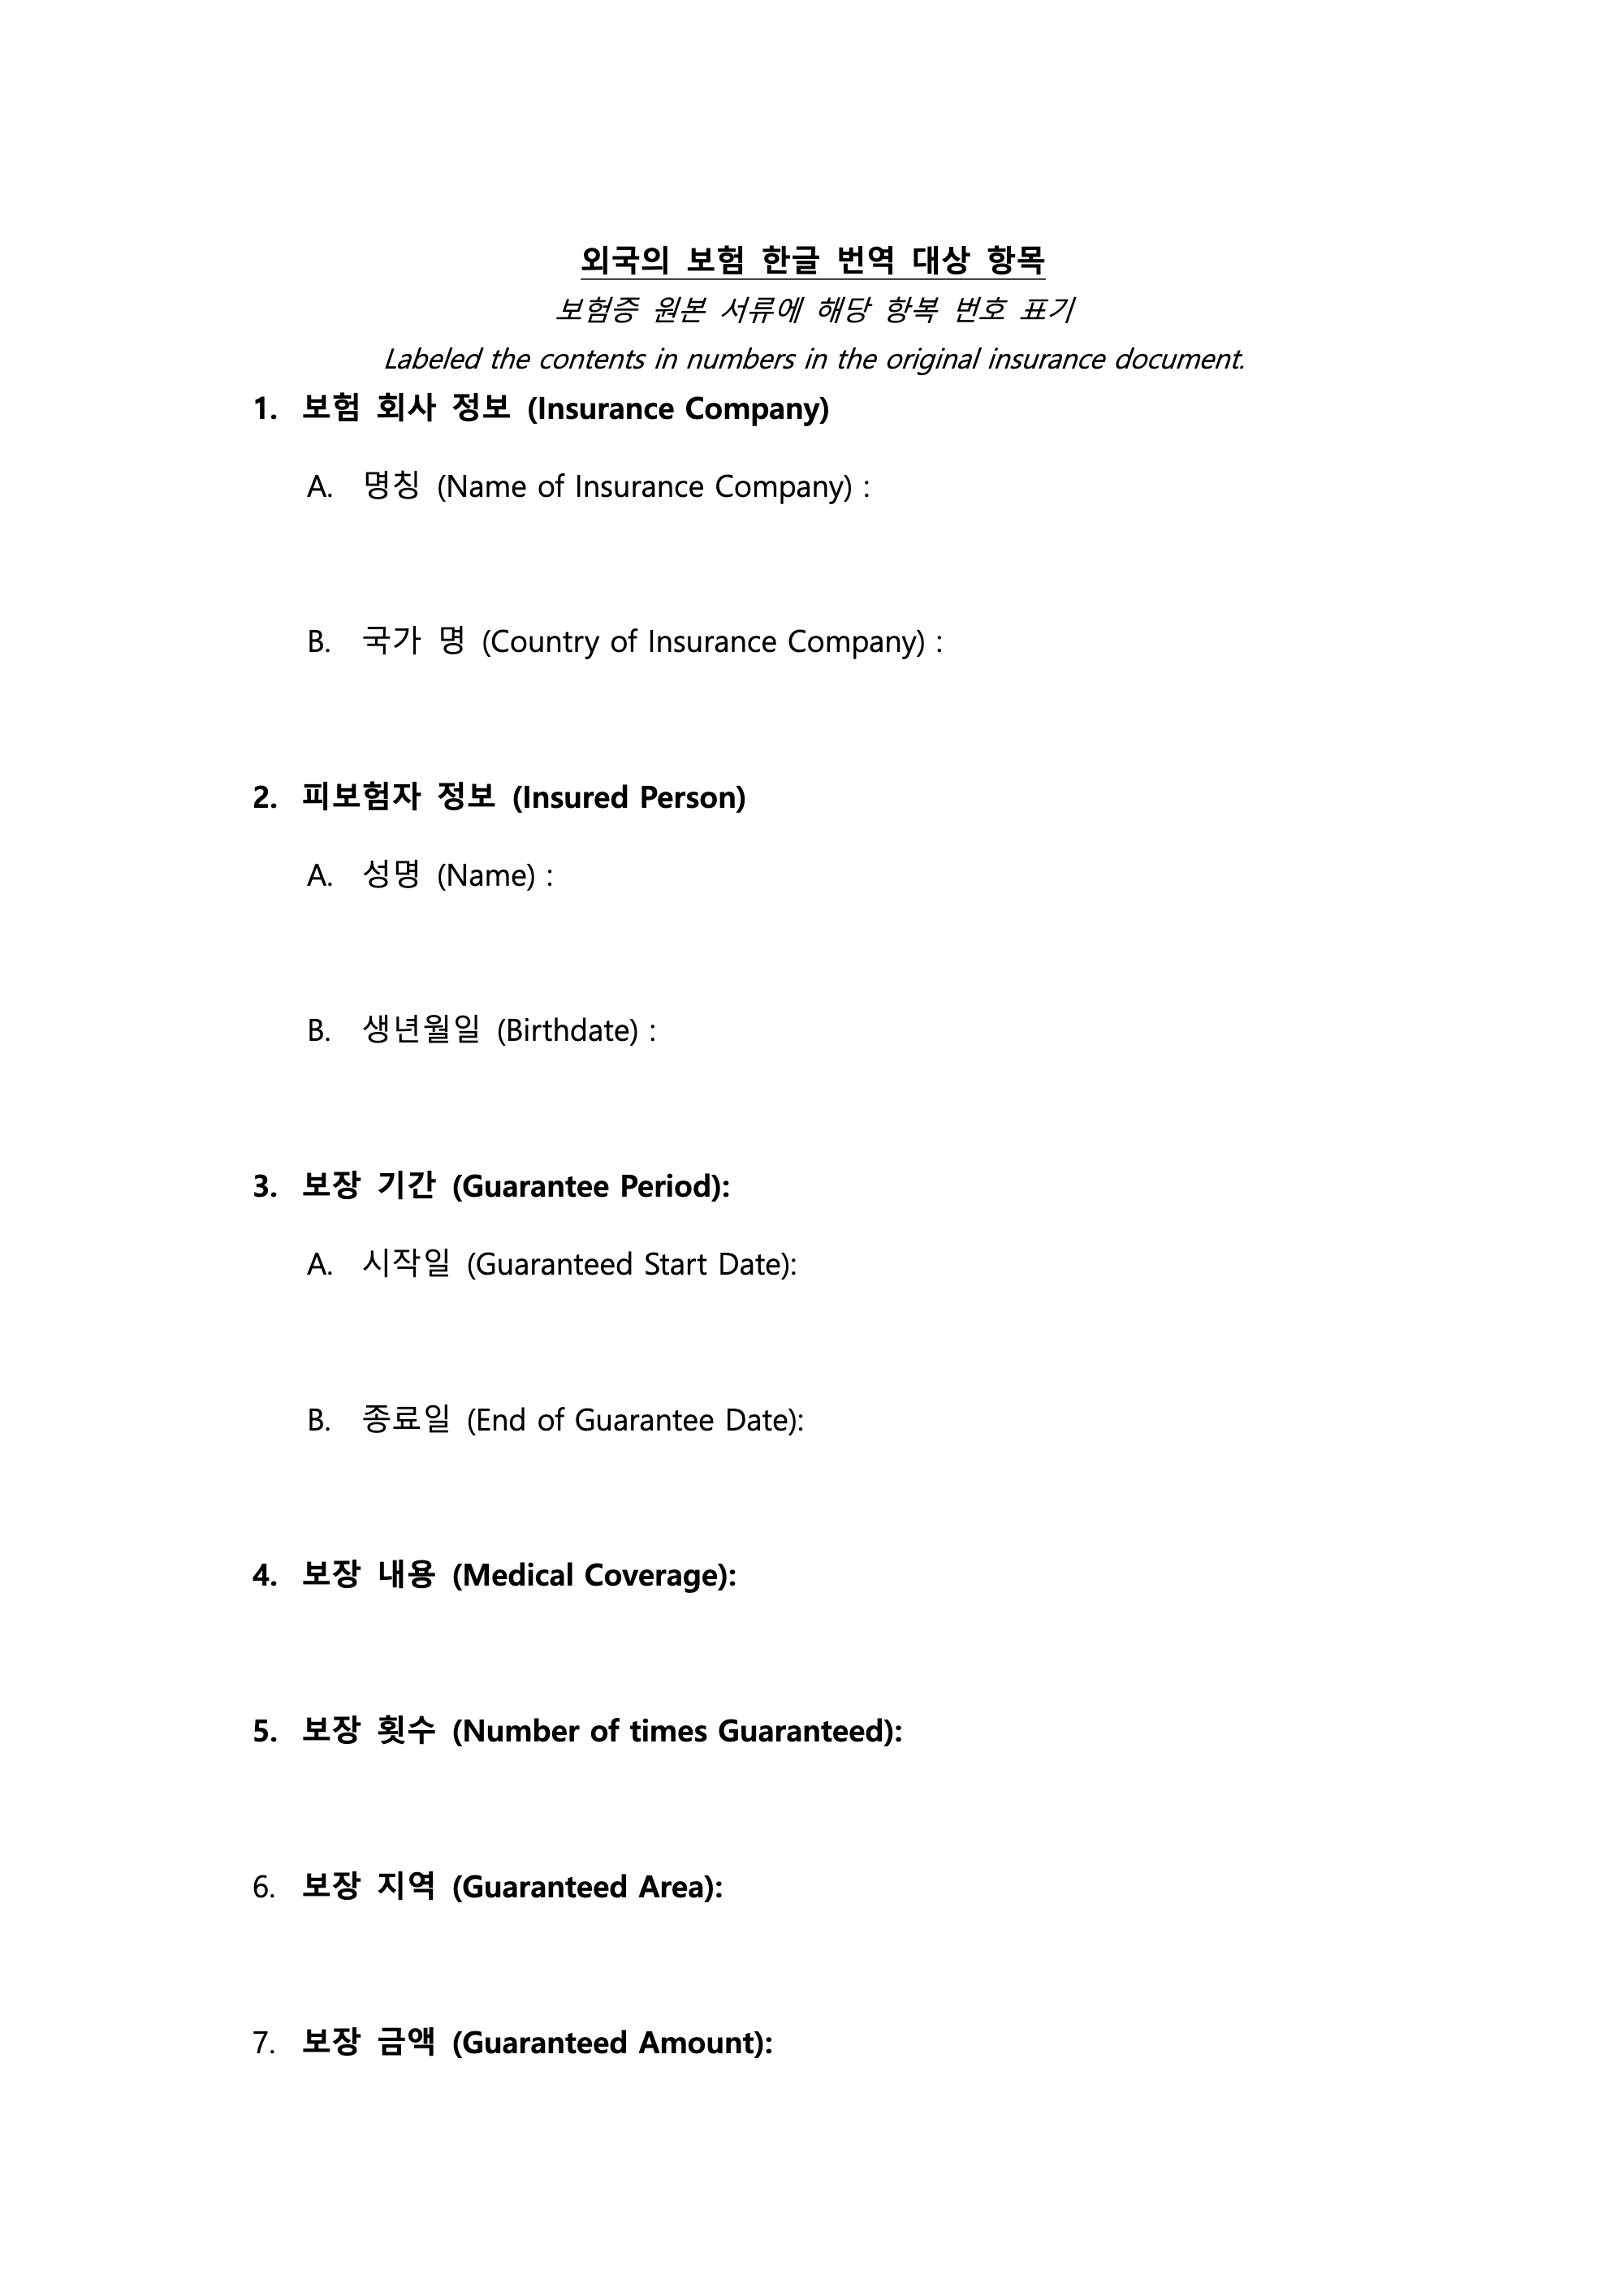 외국의 보험 한글 번역 대상 항목
보험증 원본 서류에 해당 항복 번호 표기
Labeled the contents in numbers in the original insurance document.
1. 보험 회사 정보 (Insurance Company)
A. 명칭 (Name of Insurance Company) :
B. 국가 명 (Country of Insurance Company) :
2. 피보험자 정보 (Insured Person)
A. 성명 (Name) :
B. 생년월일 (Birthdate) :
3. 보장 기간 (Guarantee Period):
A. 시작일 (Guaranteed Start Date):
B. 종료일 (End of Guarantee Date):
4. 보장 내용 (Medical Coverage):
5. 보장 횟수 (Number of times Guaranteed):
6. 보장 지역 (Guaranteed Area):
7. 보장 금액 (Guaranteed Amount):